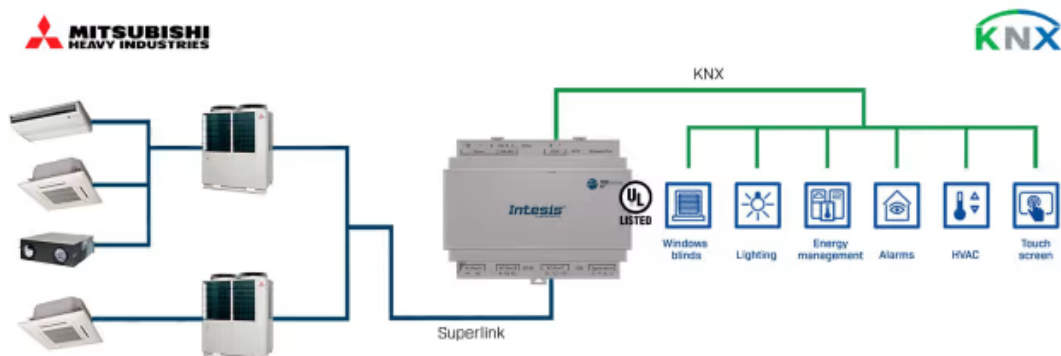 MITSUBISHI
HEAVY INDUSTRIES
KNX
KNX
Intesis
UL
LISTED
Windows
blinds
Lighting
Energy
management
Alarms
HVAC
Touch
screen
Superlink